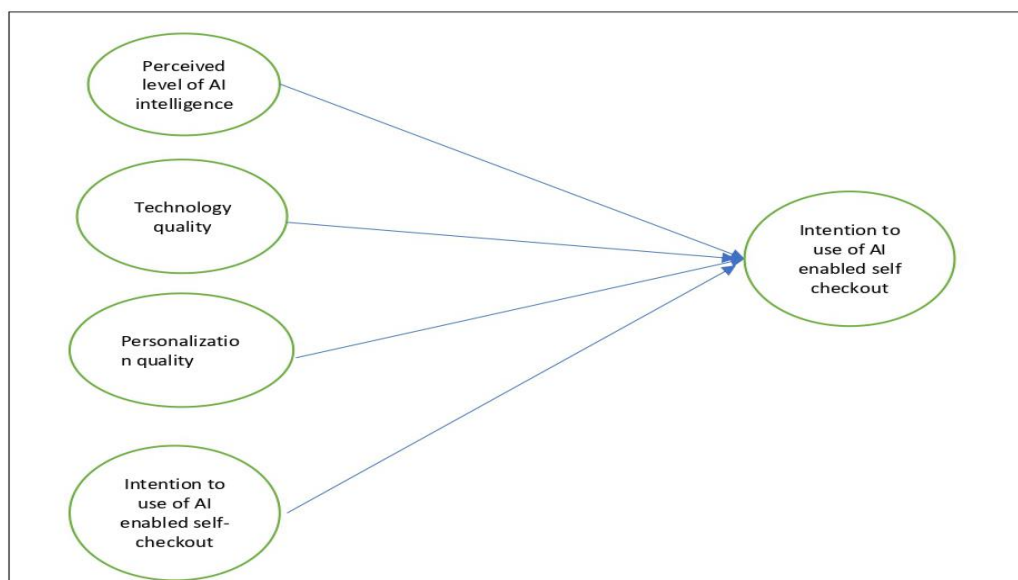 Perceived
level of AI
intelligence
Technology
quality
Personalizatio
n quality
Intention to
use of AI
enabled self-
checkout
Intention to
use of AI
enabled self
checkout